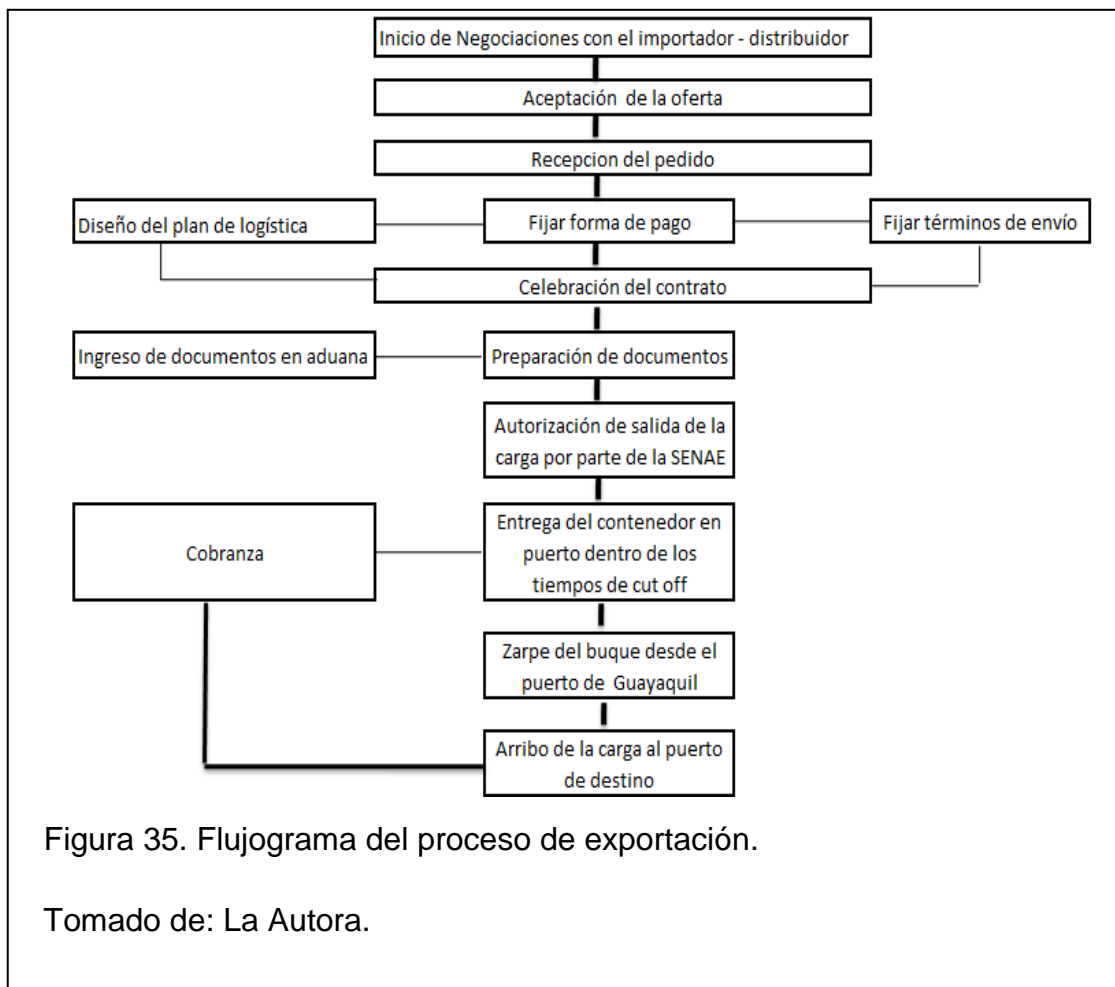 Inicio de Negociaciones con el importador - distribuidor
Aceptación de la oferta
Recepcion del pedido
Diseño del plan de logística
Fijar forma de pago
Fijar términos de envío
Celebración del contrato
Ingreso de documentos en aduana
Preparación de documentos
Autorización de salida de la
carga por parte de la SENAE
Cobranza
Entrega del contenedor en
puerto dentro de los
tiempos de cut off
Zarpe del buque desde el
puerto de Guayaquil
Arribo de la carga al puerto
de destino
Figura 35. Flujograma del proceso de exportación.
Tomado de: La Autora.